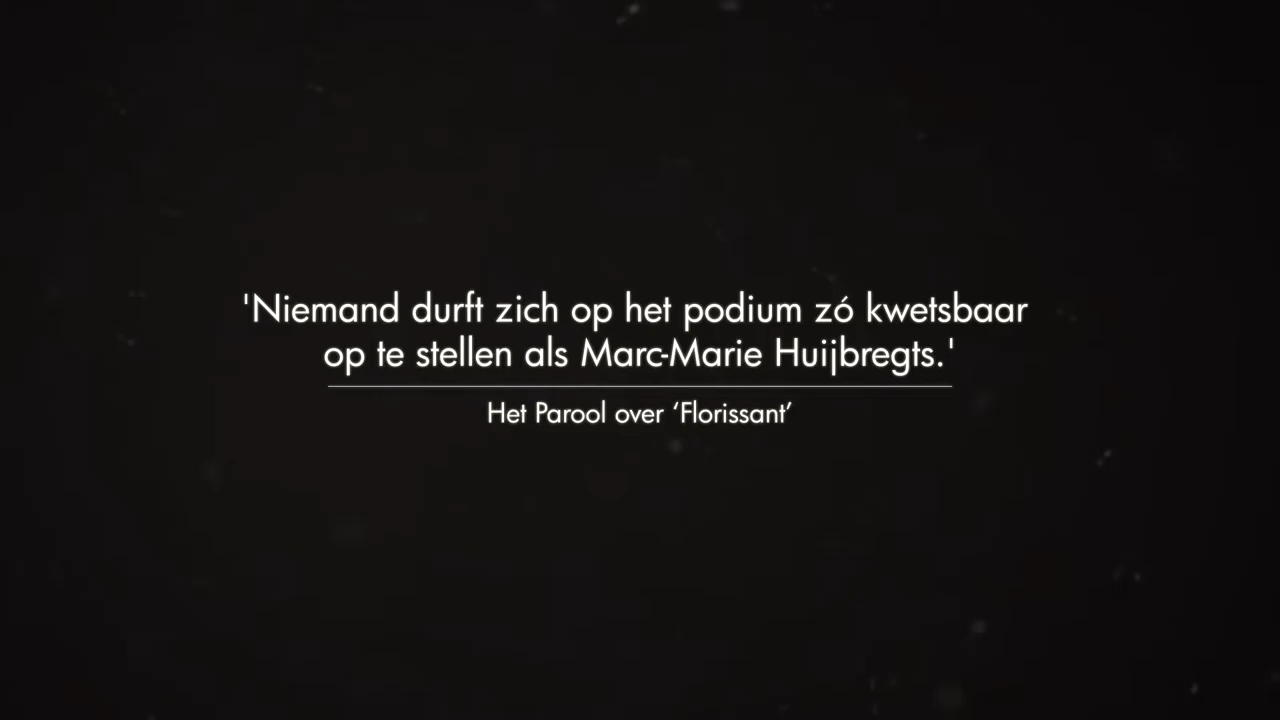 'Niemand durft zich op het podium zó kwetsbaar
op te stellen als Marc-Marie Huijbregts.'
Het Parool over ‘Florissant’